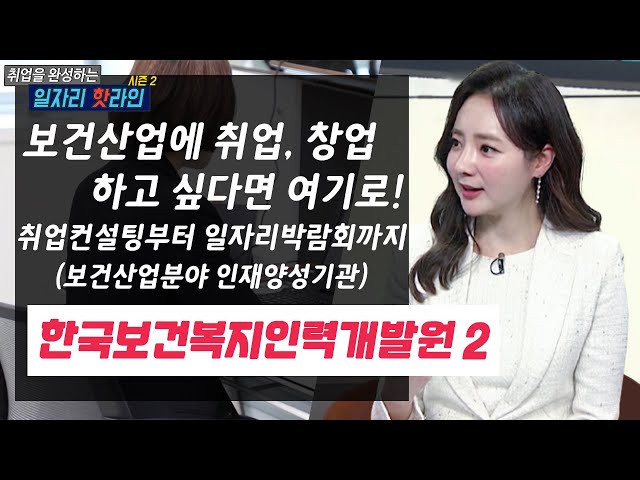 취업을 완성하는
시즌 2
일자리 핫라인
보건산업에 취업, 창업
하고 싶다면 여기로!
취업컨설팅부터 일자리박람회까지
(보건산업분야 인재양성기관)
한국보건복지인력개발원 2